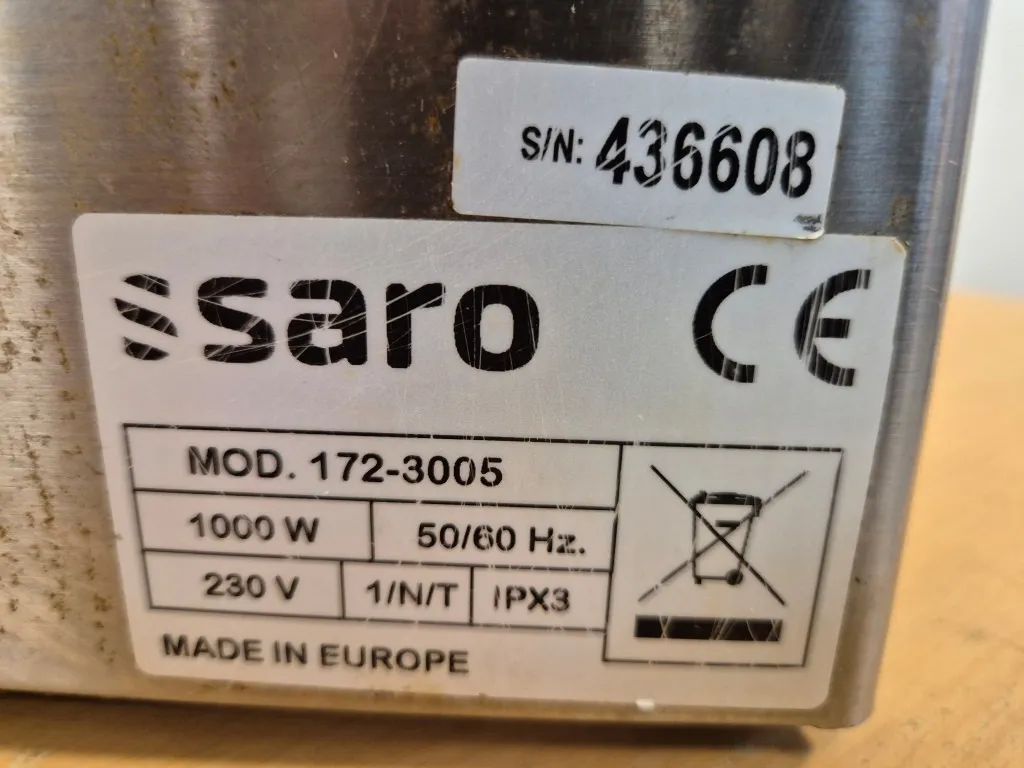 S/N: 436608
saro CE
MOD. 172-3005
1000 W 50/60 Hz.
230 V 1/N/T IPX3
MADE IN EUROPE